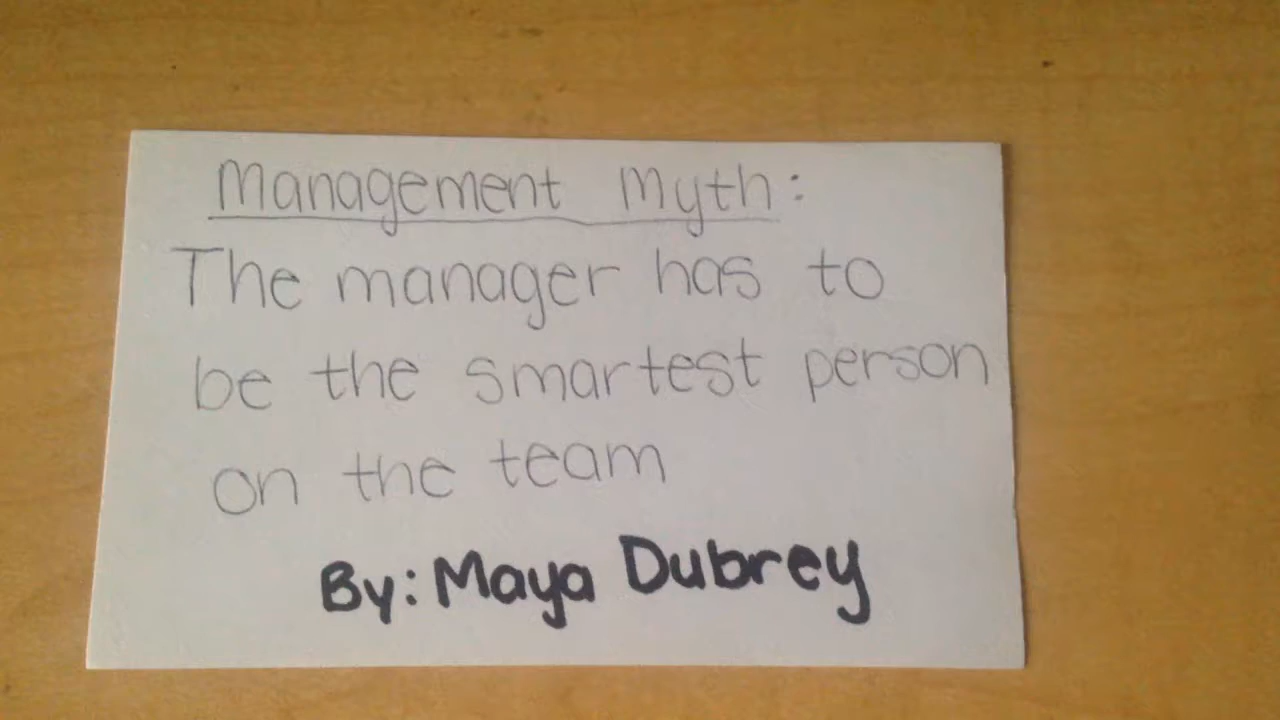 Management Myth:
The manager has to
be the smartest person
on the team
By: Maya Dubrey